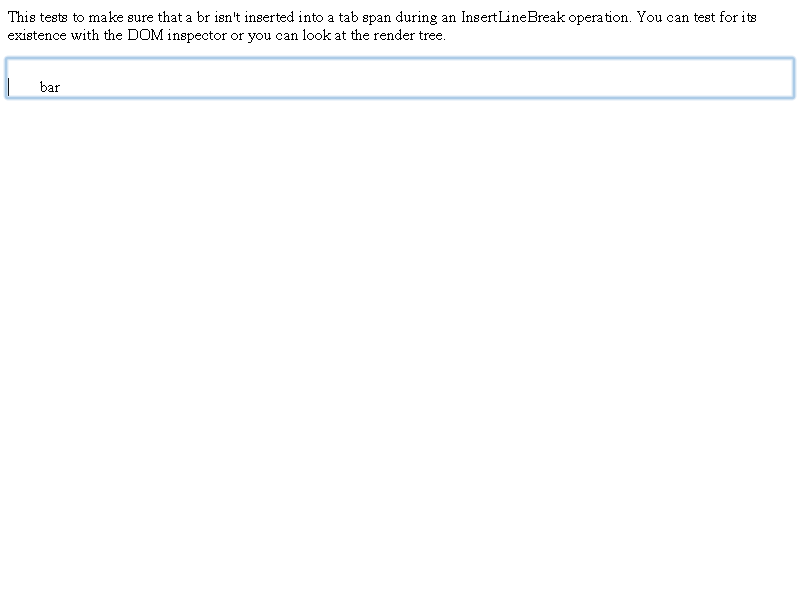 This tests to make sure that a br isn't inserted into a tab span during an InsertLineBreak operation. You can test for its
existence with the DOM inspector or you can look at the render tree.
bar